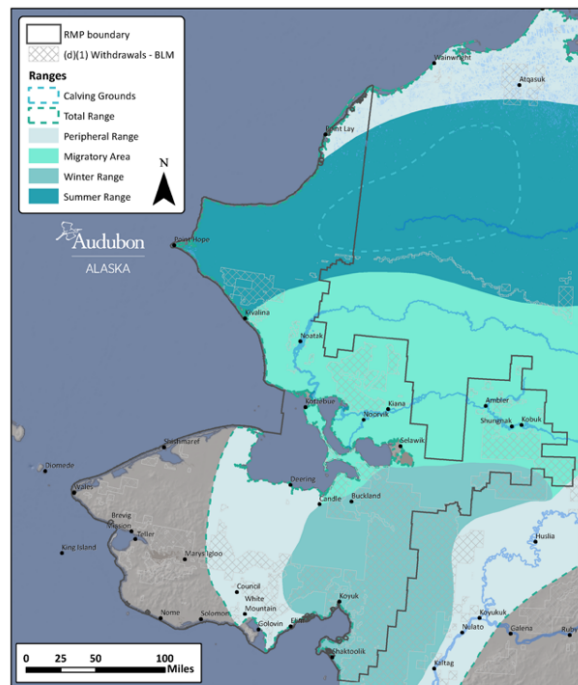 RMP boundary
(d)(1) Withdrawals - BLM
Ranges
Calving Grounds
Total Range
Peripheral Range
Migratory Area
Winter Range
Summer Range
N
Audubon
ALASKA
Wainwright
Atqasuk
Point Lay
Point Hope
Kivalina
Noatak
Kotzebue
Noorvik
Kiana
Selawik
Ambler
Shungnak
Kobuk
Shishmaref
Diomede
Wales
Deering
Candle
Buckland
Brevig
Mission
Teller
King Island
Marys Igloo
Huslia
Council
White
Mountain
Koyuk
Nome
Solomon
Golovin
Elim
Koyukuk
Nulato
Galena
Ruby
Shaktoolik
Kaltag
0 25 50 100
Miles